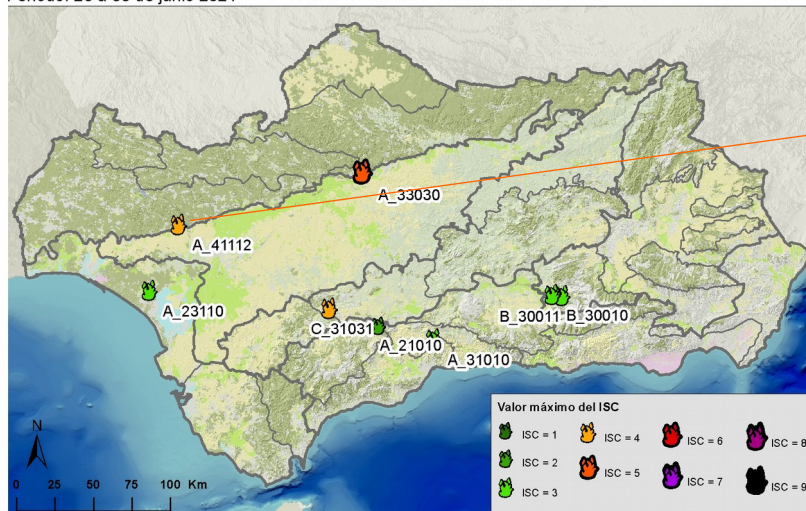 A_33030
A_41112
A_23110
B_30011
B_30010
C_31031
A_21010
A_31010
Valor máximo del ISC
ISC = 1
ISC = 4
ISC = 6
ISC = 8
ISC = 2
ISC = 5
ISC = 7
ISC = 9
ISC = 3
N
0 25 50 75 100 Km